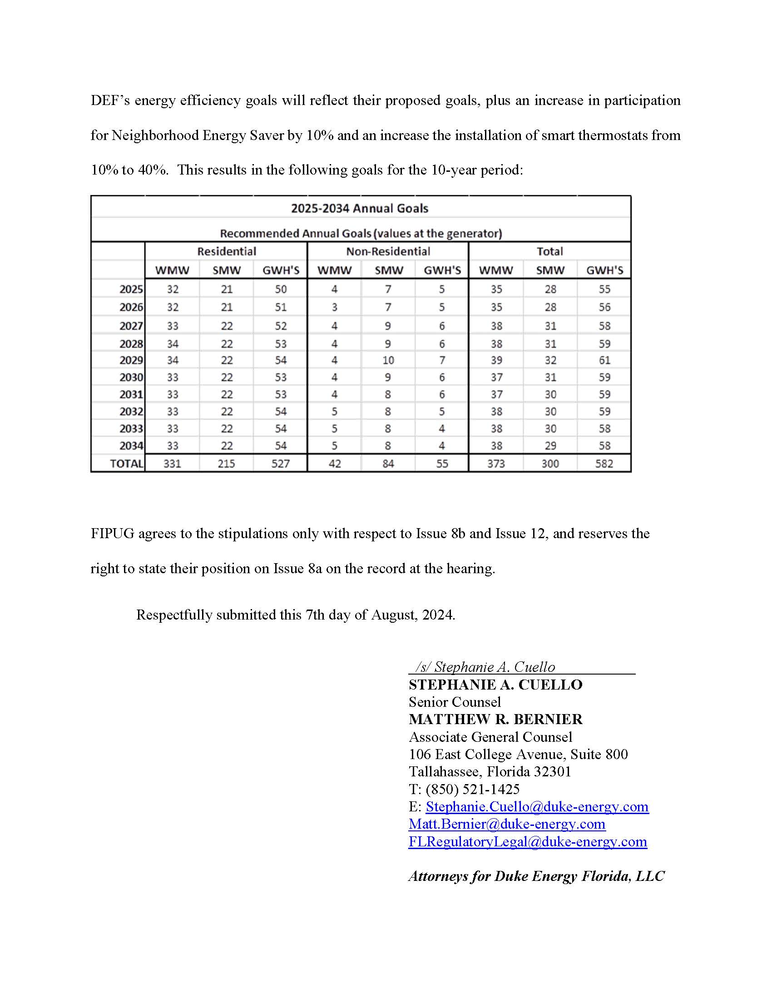 DEF’s energy efficiency goals will reflect their proposed goals, plus an increase in participation
for Neighborhood Energy Saver by 10% and an increase the installation of smart thermostats from
10% to 40%.  This results in the following goals for the 10-year period:
2025-2034 Annual Goals
Recommended Annual Goals (values at the generator)
Residential Non-Residential Total
WMW SMW GWH'S WMW SMW GWH'S WMW SMW GWH'S
2025 32 21 50 4 7 5 35 28 55
2026 32 21 51 3 7 5 35 28 56
2027 33 22 52 4 9 6 38 31 58
2028 34 22 53 4 9 6 38 31 59
2029 34 22 54 4 10 7 39 32 61
2030 33 22 53 4 9 6 37 31 59
2031 33 22 53 4 8 6 37 30 59
2032 33 22 54 5 8 5 38 30 59
2033 33 22 54 5 8 4 38 30 58
2034 33 22 54 5 8 4 38 29 58
TOTAL 331 215 527 42 84 55 373 300 582
FIPUG agrees to the stipulations only with respect to Issue 8b and Issue 12, and reserves the
right to state their position on Issue 8a on the record at the hearing.
Respectfully submitted this 7th day of August, 2024.
/s/ Stephanie A. Cuello
STEPHANIE A. CUELLO
Senior Counsel
MATTHEW R. BERNIER
Associate General Counsel
106 East College Avenue, Suite 800
Tallahassee, Florida 32301
T: (850) 521-1425
E: Stephanie.Cuello@duke-energy.com
Matt.Bernier@duke-energy.com
FLRegulatoryLegal@duke-energy.com
Attorneys for Duke Energy Florida, LLC